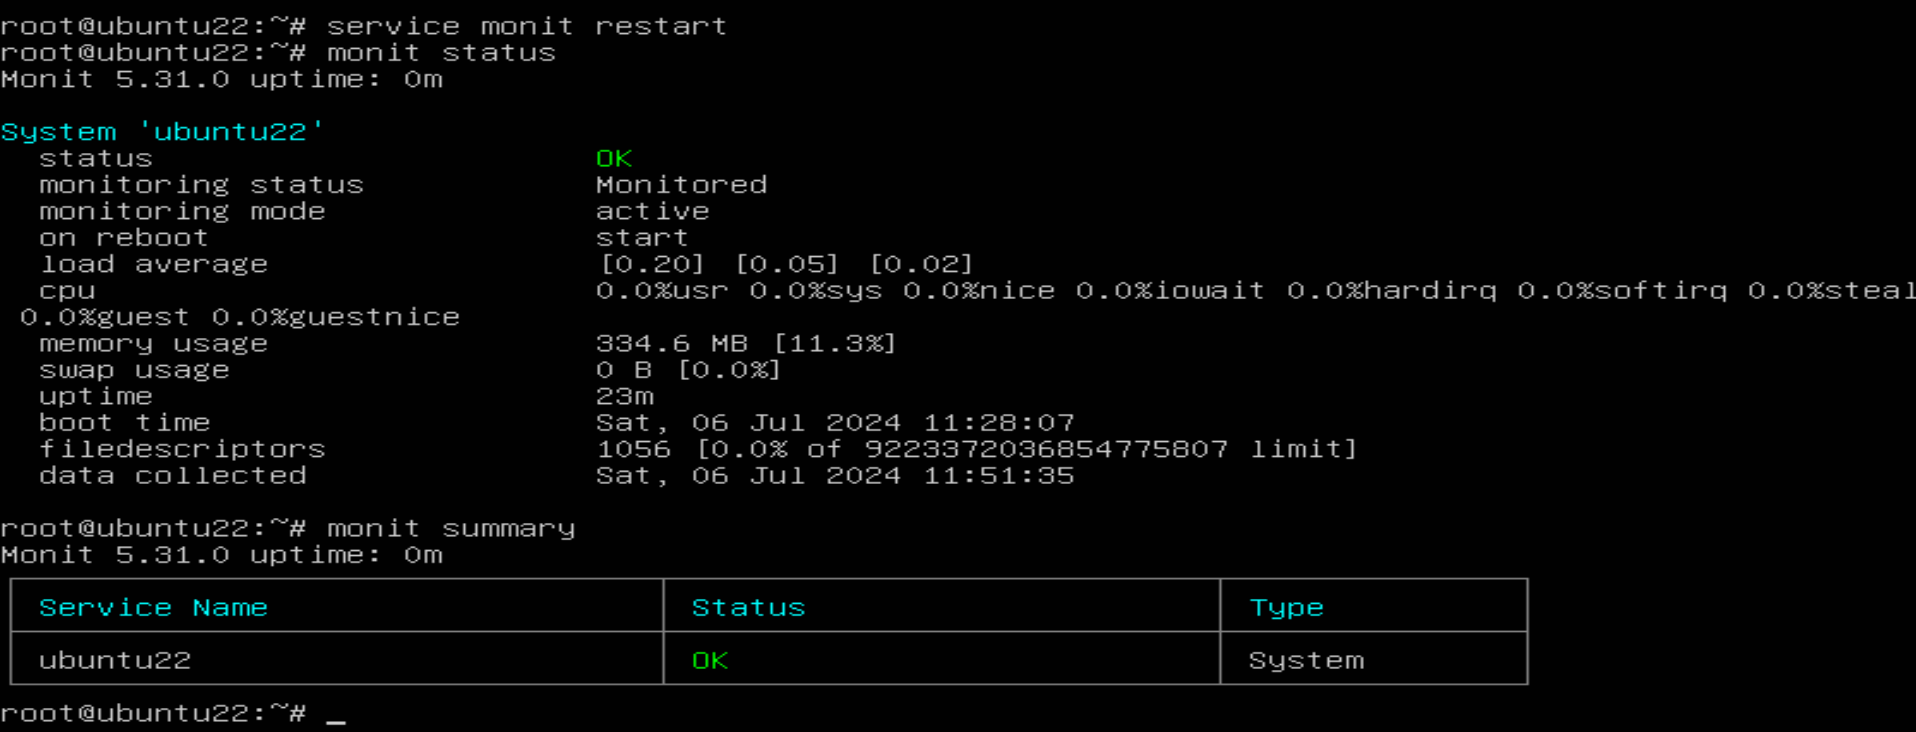 root@ubuntu22:~# service monit restart
root@ubuntu22:~# monit status
Monit 5.31.0 uptime: 0m
System 'ubuntu22'
status OK
monitoring status Monitored
monitoring mode active
on reboot start
load average [0.20] [0.05] [0.02]
cpu 0.0%usr 0.0%sys 0.0%nice 0.0%iowait 0.0%hardirq 0.0%softirq 0.0%steal
0.0%guest 0.0%guestnice
memory usage 334.6 MB [11.3%]
swap usage 0 B [0.0%]
uptime 23m
boot time Sat, 06 Jul 2024 11:28:07
filedescriptors 1056 [0.0% of 9223372036854775807 limit]
data collected Sat, 06 Jul 2024 11:51:35
root@ubuntu22:~# monit summary
Monit 5.31.0 uptime: 0m
Service Name Status Type
ubuntu22 OK System
root@ubuntu22:~# _